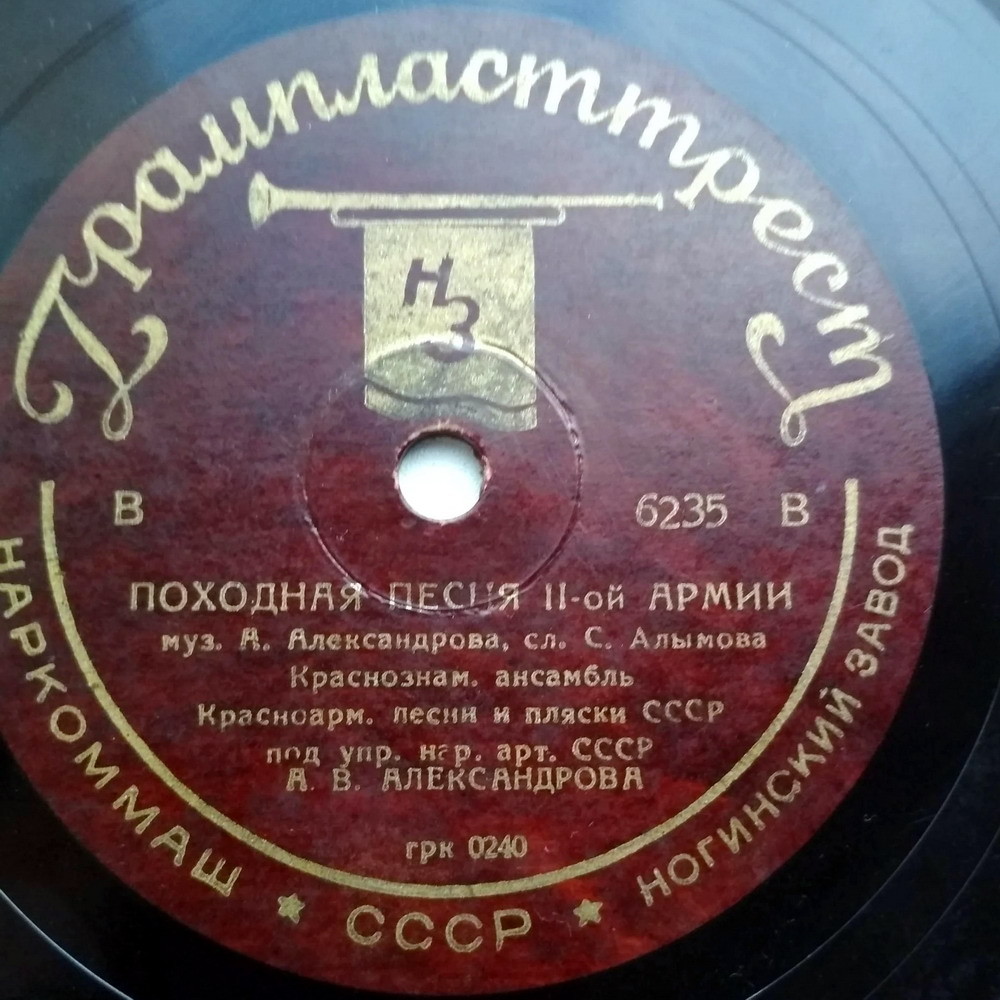 Грампласттрест
НЗ
В 6235 В
ПОХОДНАЯ ПЕСНЯ II-ой АРМИИ
муз. А. Александрова, сл. С. Алымова
Краснознам. ансамбль
Красноарм. песни и пляски СССР
под упр. нар. арт. СССР
А. В. АЛЕКСАНДРОВА
грк 0240
НАРКОММАШ ★ СССР ★ НОГИНСКИЙ ЗАВОД